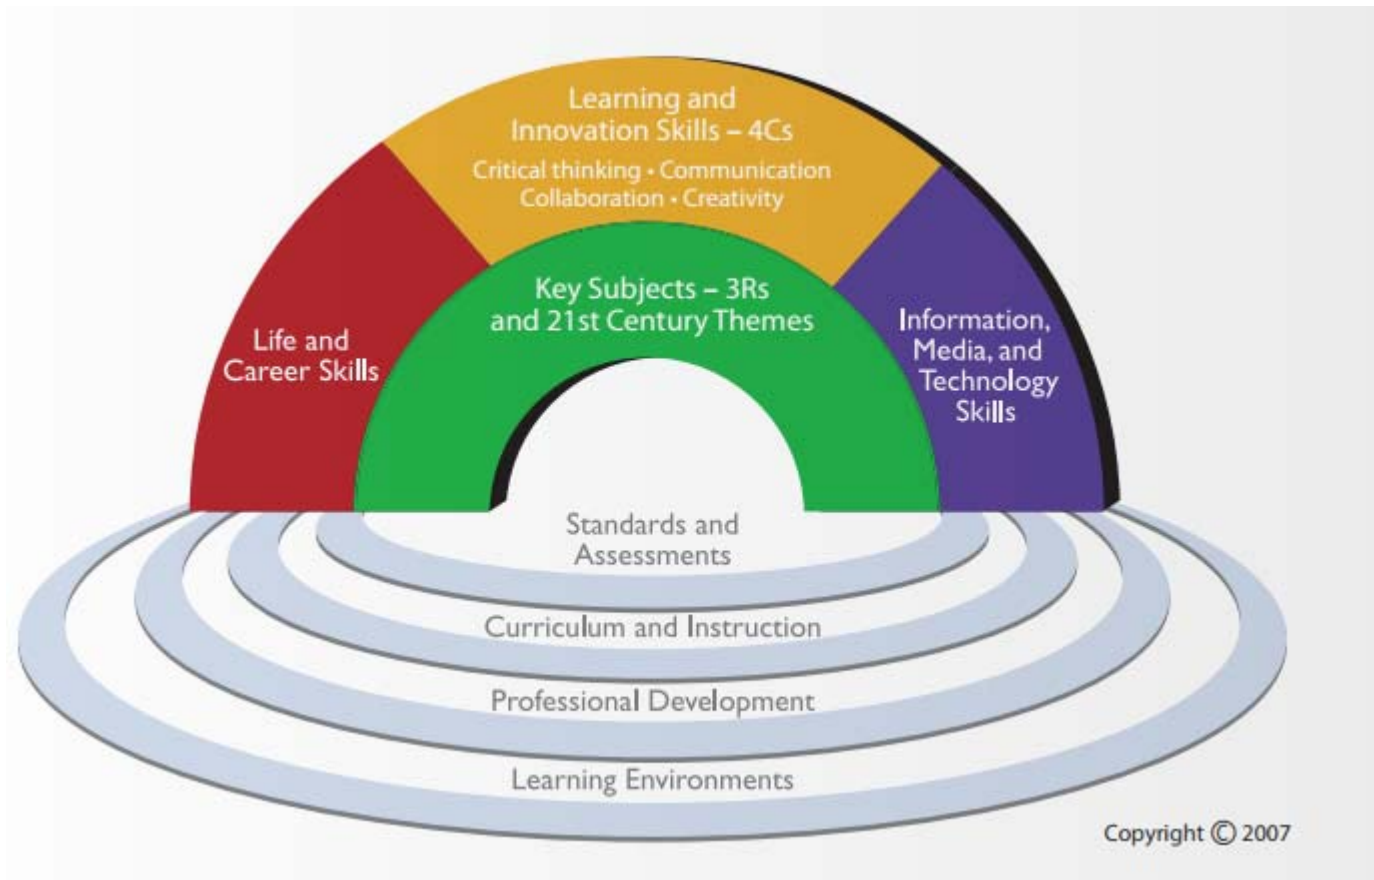 Learning and
Innovation Skills – 4Cs
Critical thinking • Communication
Collaboration • Creativity
Key Subjects – 3Rs
and 21st Century Themes
Life and
Career Skills
Information,
Media, and
Technology
Skills
Standards and
Assessments
Curriculum and Instruction
Professional Development
Learning Environments
Copyright © 2007